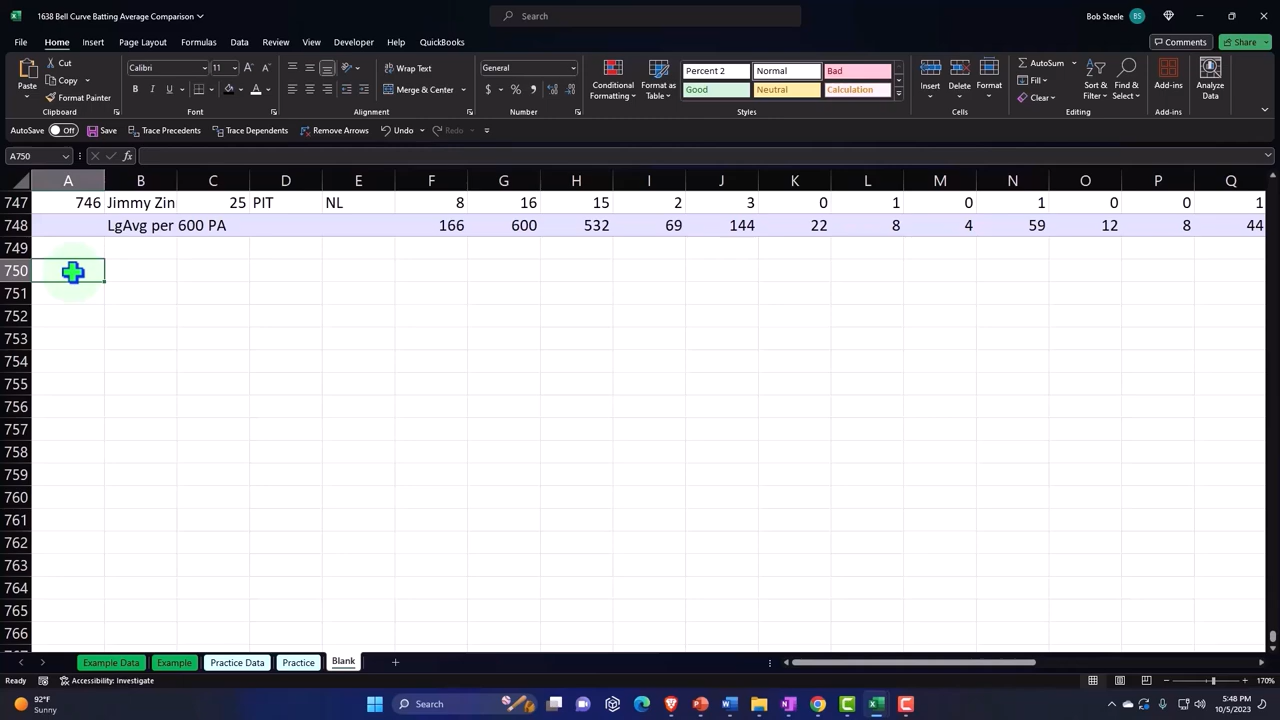 1638 Bell Curve Batting Average Comparison
Search
Bob Steele
BS
File Home Insert Page Layout Formulas Data Review View Developer Help QuickBooks
Comments
Share
Paste
Cut
Copy
Format Painter
Clipboard
Calibri
11
Font
Wrap Text
Merge & Center
Alignment
General
Number
Conditional Formatting
Format as Table
Percent 2 Normal Bad
Good Neutral Calculation
Styles
Insert Delete Format
Cells
AutoSum
Fill
Clear
Sort & Filter
Find & Select
Editing
Add-ins
Add-ins
Analyze Data
AutoSave Off Save Trace Precedents Trace Dependents Remove Arrows Undo Redo
A750
fx
A B C D E F G H I J K L M N O P Q
747 746 Jimmy Zin 25 PIT NL 8 16 15 2 3 0 1 0 1 0 0 1
748 LgAvg per 600 PA 166 600 532 69 144 22 8 4 59 12 8 44
749
750
751
752
753
754
755
756
757
758
759
760
761
762
763
764
765
766
Example Data Example Practice Data Practice Blank
Ready
Accessibility: Investigate
170%
92°F
Sunny
Search
5:48 PM
10/5/2023